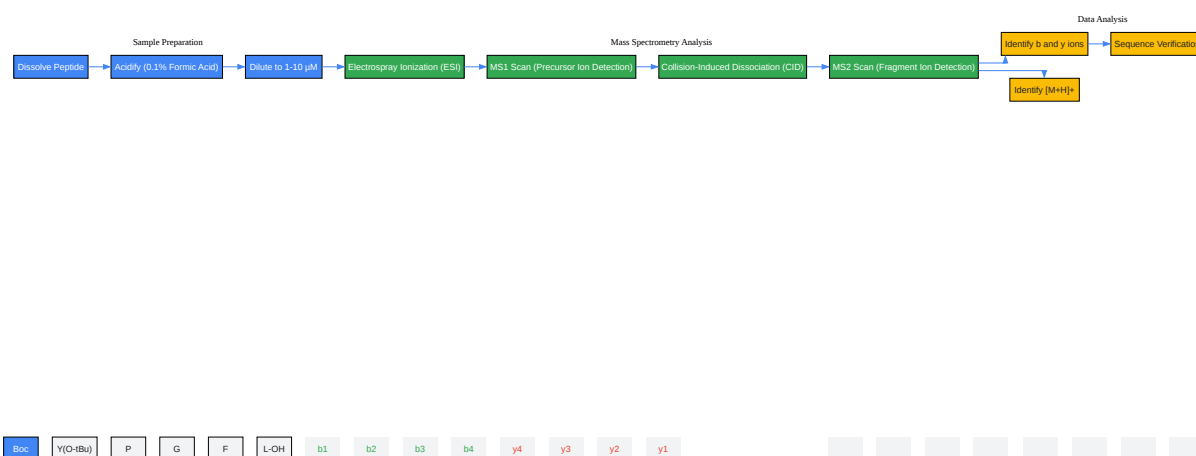 Data Analysis
Sample Preparation
Mass Spectrometry Analysis
Identify b and y ions
Sequence Verification
Dissolve Peptide
Acidify (0.1% Formic Acid)
Dilute to 1-10 µM
Electrospray Ionization (ESI)
MS1 Scan (Precursor Ion Detection)
Collision-Induced Dissociation (CID)
MS2 Scan (Fragment Ion Detection)
Identify [M+H]+
Boc
Y(O-tBu)
P
G
F
L-OH
b1
b2
b3
b4
y4
y3
y2
y1